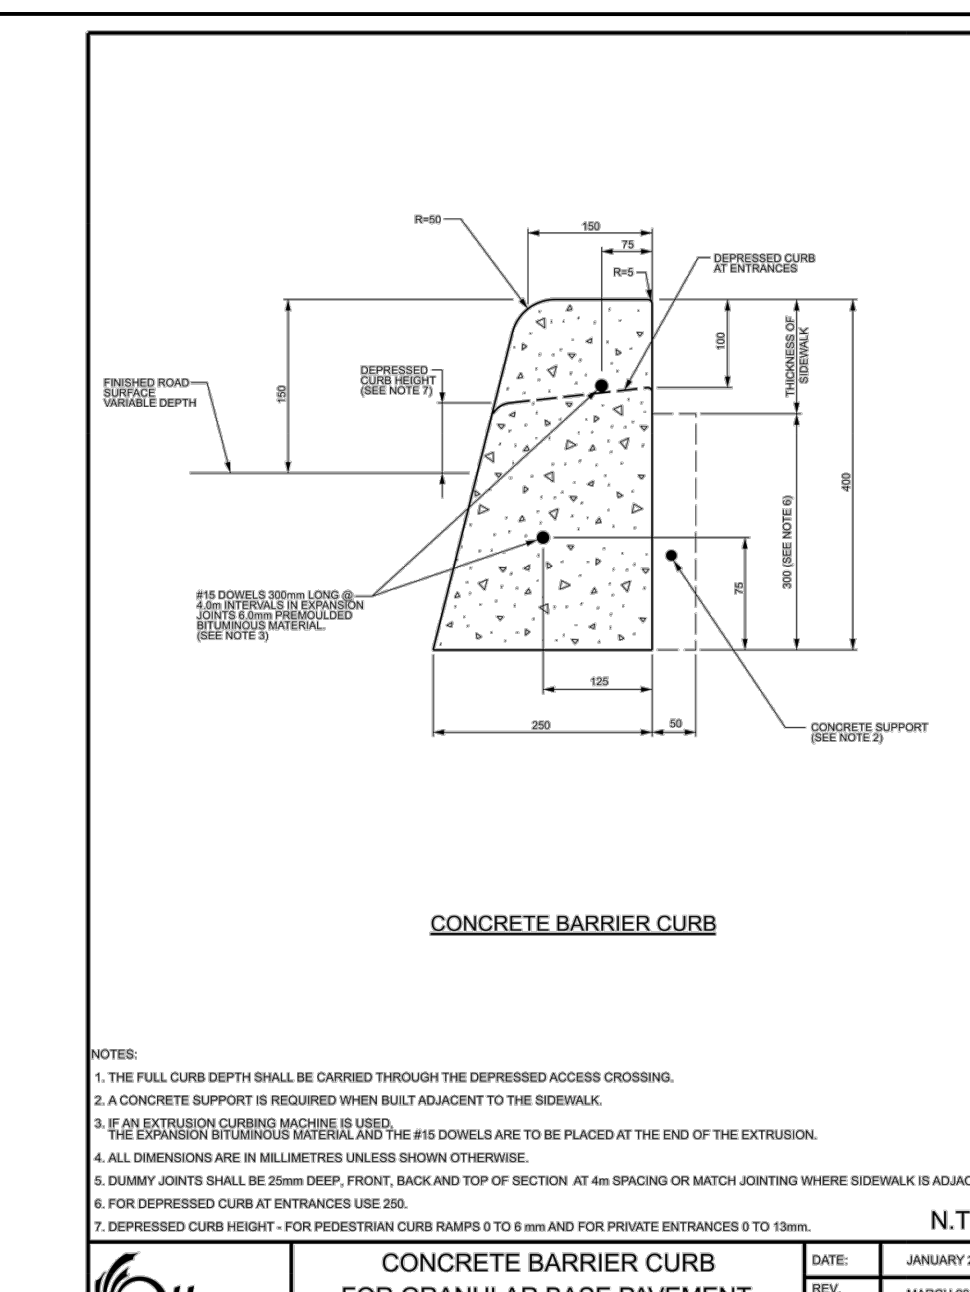 R=50
150
75
R=5
DEPRESSED CURB
AT ENTRANCES
100
THICKNESS OF
SIDEWALK
DEPRESSED
CURB HEIGHT
(SEE NOTE 7)
FINISHED ROAD
SURFACE
VARIABLE DEPTH
150
400
300 (SEE NOTE 6)
75
#15 DOWELS 300mm LONG @
4.0m INTERVALS IN EXPANSION
JOINTS 6.0mm PREMOULDED
BITUMINOUS MATERIAL.
(SEE NOTE 3)
125
250
50
CONCRETE SUPPORT
(SEE NOTE 2)
CONCRETE BARRIER CURB
NOTES:
1. THE FULL CURB DEPTH SHALL BE CARRIED THROUGH THE DEPRESSED ACCESS CROSSING.
2. A CONCRETE SUPPORT IS REQUIRED WHEN BUILT ADJACENT TO THE SIDEWALK.
3. IF AN EXTRUSION CURBING MACHINE IS USED,
THE EXPANSION BITUMINOUS MATERIAL AND THE #15 DOWELS ARE TO BE PLACED AT THE END OF THE EXTRUSION.
4. ALL DIMENSIONS ARE IN MILLIMETRES UNLESS SHOWN OTHERWISE.
5. DUMMY JOINTS SHALL BE 25mm DEEP, FRONT, BACK AND TOP OF SECTION AT 4m SPACING OR MATCH JOINTING WHERE SIDEWALK IS ADJAC
6. FOR DEPRESSED CURB AT ENTRANCES USE 250.
7. DEPRESSED CURB HEIGHT - FOR PEDESTRIAN CURB RAMPS 0 TO 6 mm AND FOR PRIVATE ENTRANCES 0 TO 13mm.
N.T
CONCRETE BARRIER CURB
FOR GRANULAR BASE PAVEMENT
DATE:
JANUARY
REV.
MARCH